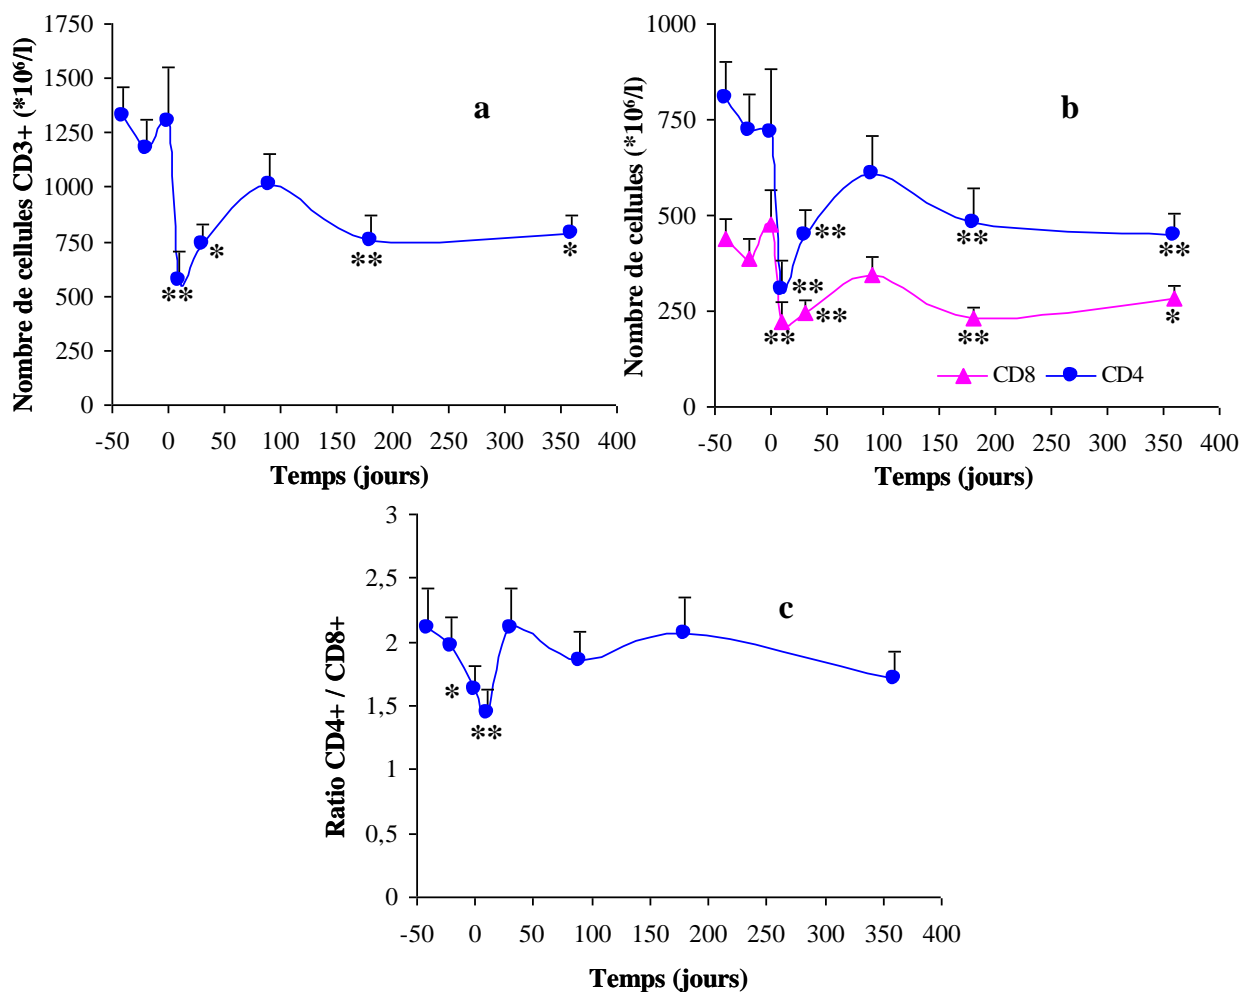 Nombre de cellules CD3+ (*10⁶/l)
1750
1500
1250
1000
750
500
250
0
a
**
*
**
*
-50 0 50 100 150 200 250 300 350 400
Temps (jours)
Nombre de cellules (*10⁶/l)
1000
750
500
250
0
b
**
**
**
**
**
**
**
*
CD8 CD4
-50 0 50 100 150 200 250 300 350 400
Temps (jours)
Ratio CD4+ / CD8+
3
2,5
2
1,5
1
0,5
0
c
*
**
-50 0 50 100 150 200 250 300 350 400
Temps (jours)